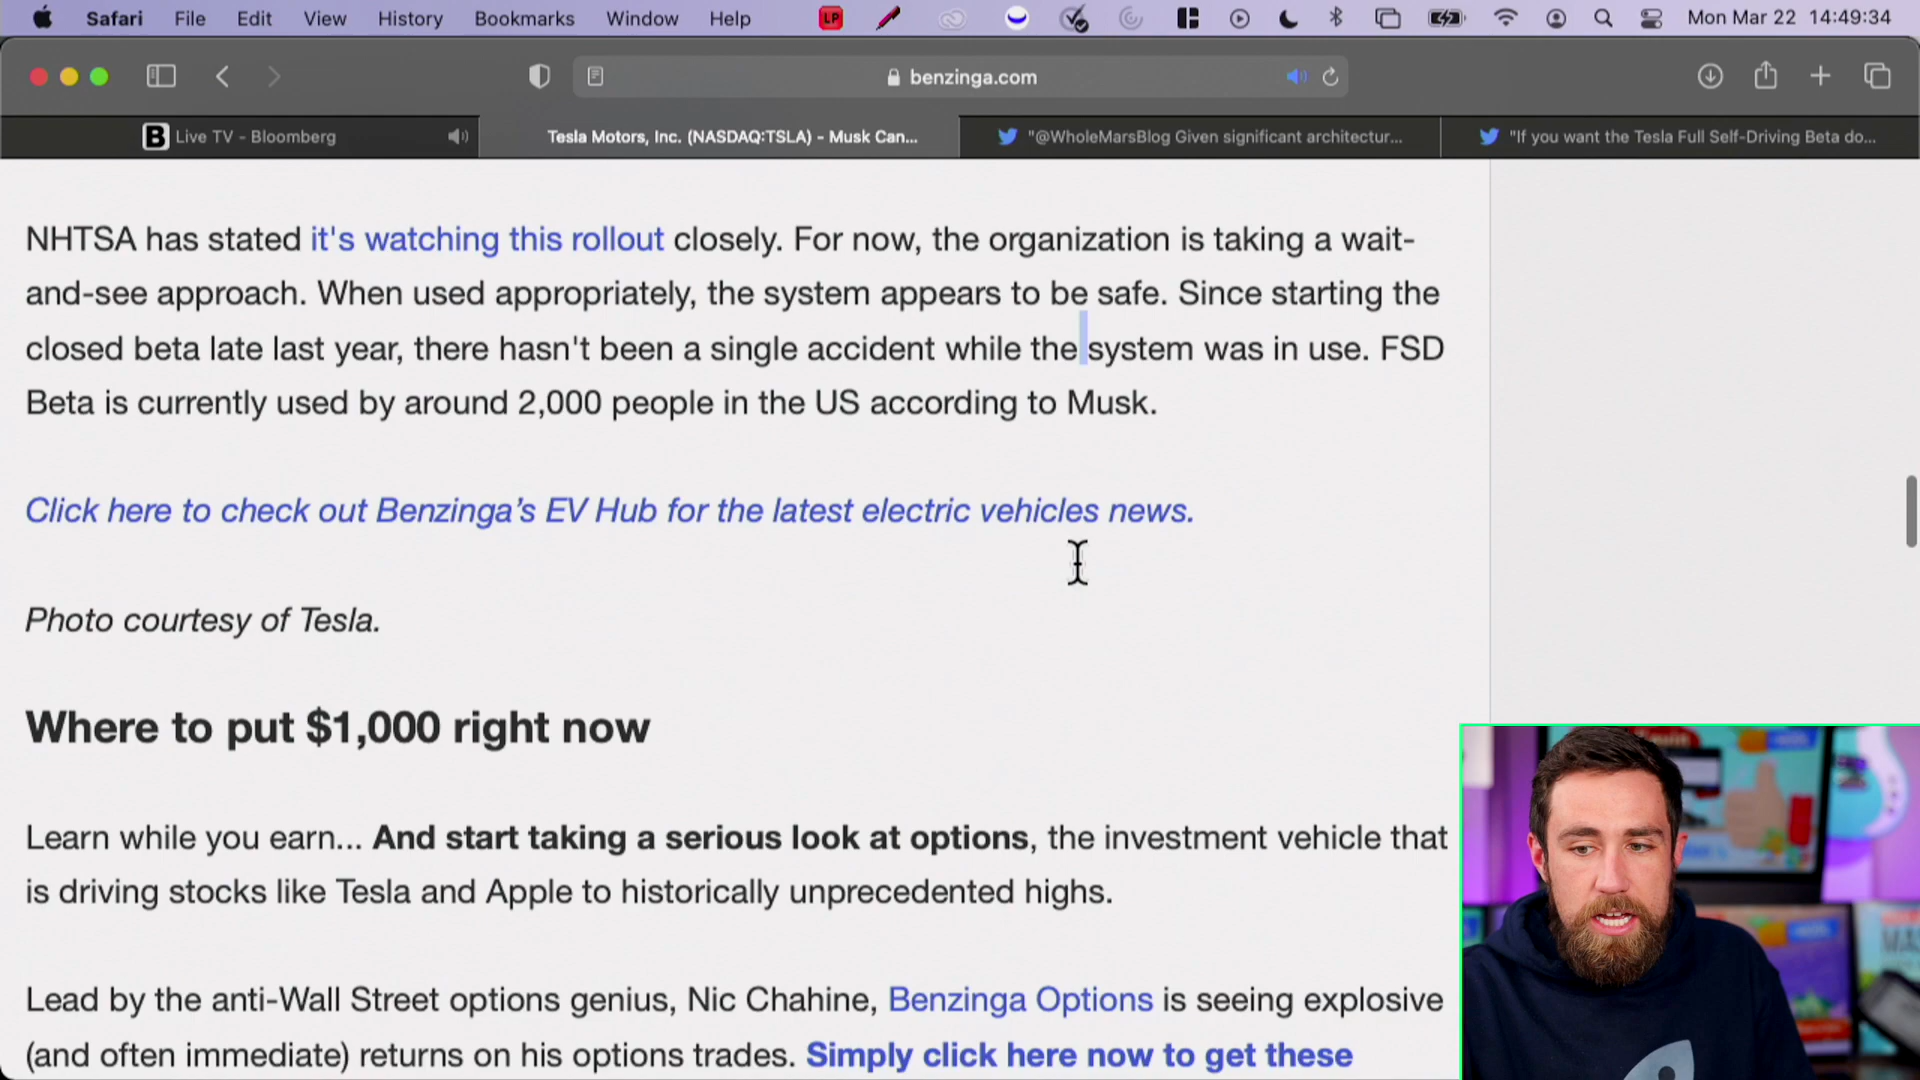 Safari File Edit View History Bookmarks Window Help LP Mon Mar 22 14:49:34
benzinga.com
B Live TV - Bloomberg
Tesla Motors, Inc. (NASDAQ:TSLA) - Musk Can...
"@WholeMarsBlog Given significant architectur...
"If you want the Tesla Full Self-Driving Beta do...
NHTSA has stated it's watching this rollout closely. For now, the organization is taking a wait-
and-see approach. When used appropriately, the system appears to be safe. Since starting the
closed beta late last year, there hasn't been a single accident while the system was in use. FSD
Beta is currently used by around 2,000 people in the US according to Musk.
Click here to check out Benzinga’s EV Hub for the latest electric vehicles news.
Photo courtesy of Tesla.
Where to put $1,000 right now
Learn while you earn... And start taking a serious look at options, the investment vehicle that
is driving stocks like Tesla and Apple to historically unprecedented highs.
Lead by the anti-Wall Street options genius, Nic Chahine, Benzinga Options is seeing explosive
(and often immediate) returns on his options trades. Simply click here now to get these